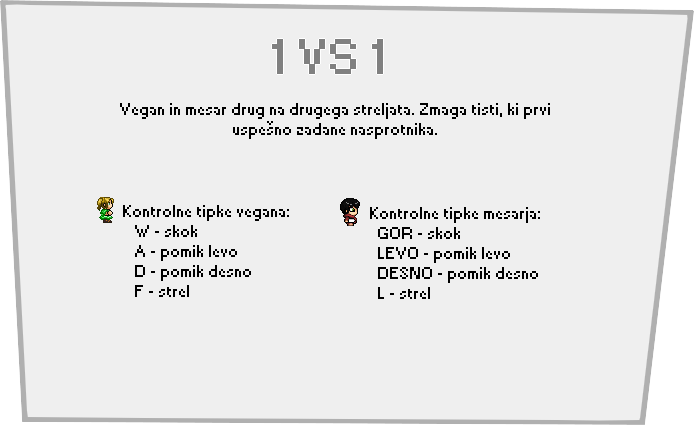 1 VS 1
Vegan in mesar drug na drugega streljata. Zmaga tisti, ki prvi
uspešno zadane nasprotnika.
Kontrolne tipke vegana:
W - skok
A - pomik levo
D - pomik desno
F - strel
Kontrolne tipke mesarja:
GOR - skok
LEVO - pomik levo
DESNO - pomik desno
L - strel